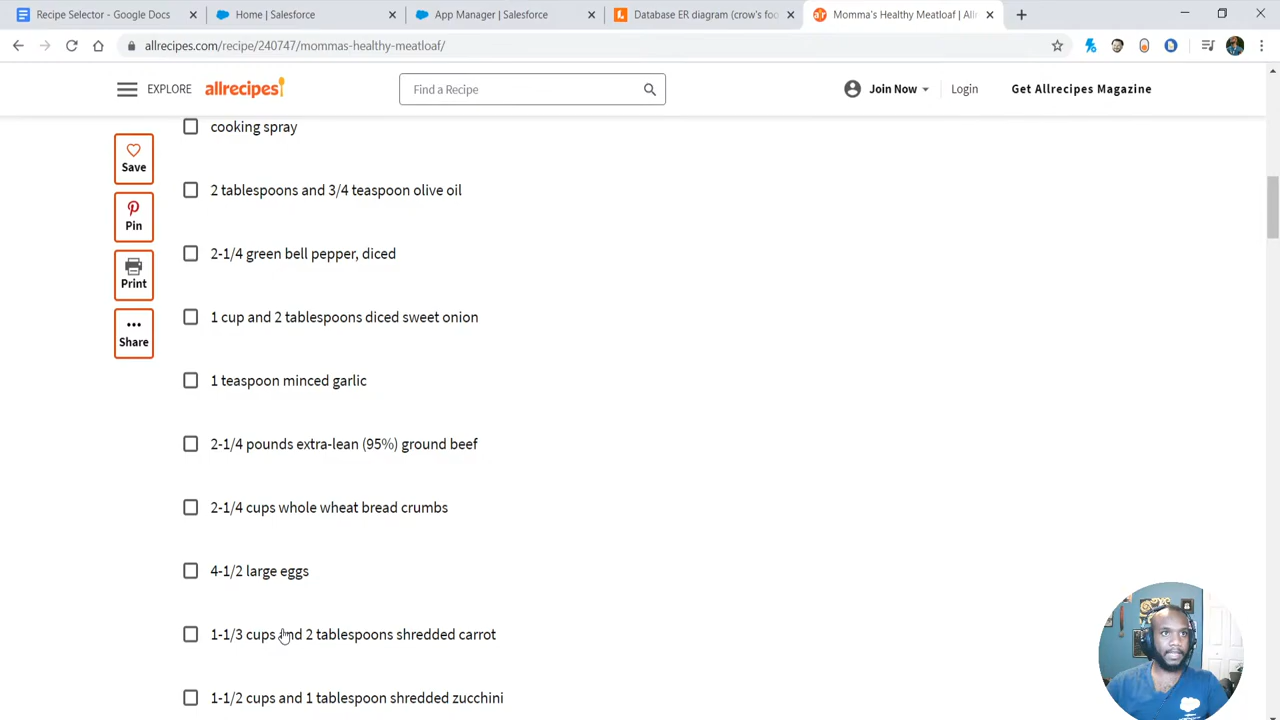 Recipe Selector - Google Docs
Home | Salesforce
App Manager | Salesforce
Database ER diagram (crow's foo
Momma's Healthy Meatloaf | All
allrecipes.com/recipe/240747/mommas-healthy-meatloaf/
EXPLORE
allrecipes!
Find a Recipe
Join Now
Login
Get Allrecipes Magazine
Save
Pin
Print
Share
cooking spray
2 tablespoons and 3/4 teaspoon olive oil
2-1/4 green bell pepper, diced
1 cup and 2 tablespoons diced sweet onion
1 teaspoon minced garlic
2-1/4 pounds extra-lean (95%) ground beef
2-1/4 cups whole wheat bread crumbs
4-1/2 large eggs
1-1/3 cups and 2 tablespoons shredded carrot
1-1/2 cups and 1 tablespoon shredded zucchini